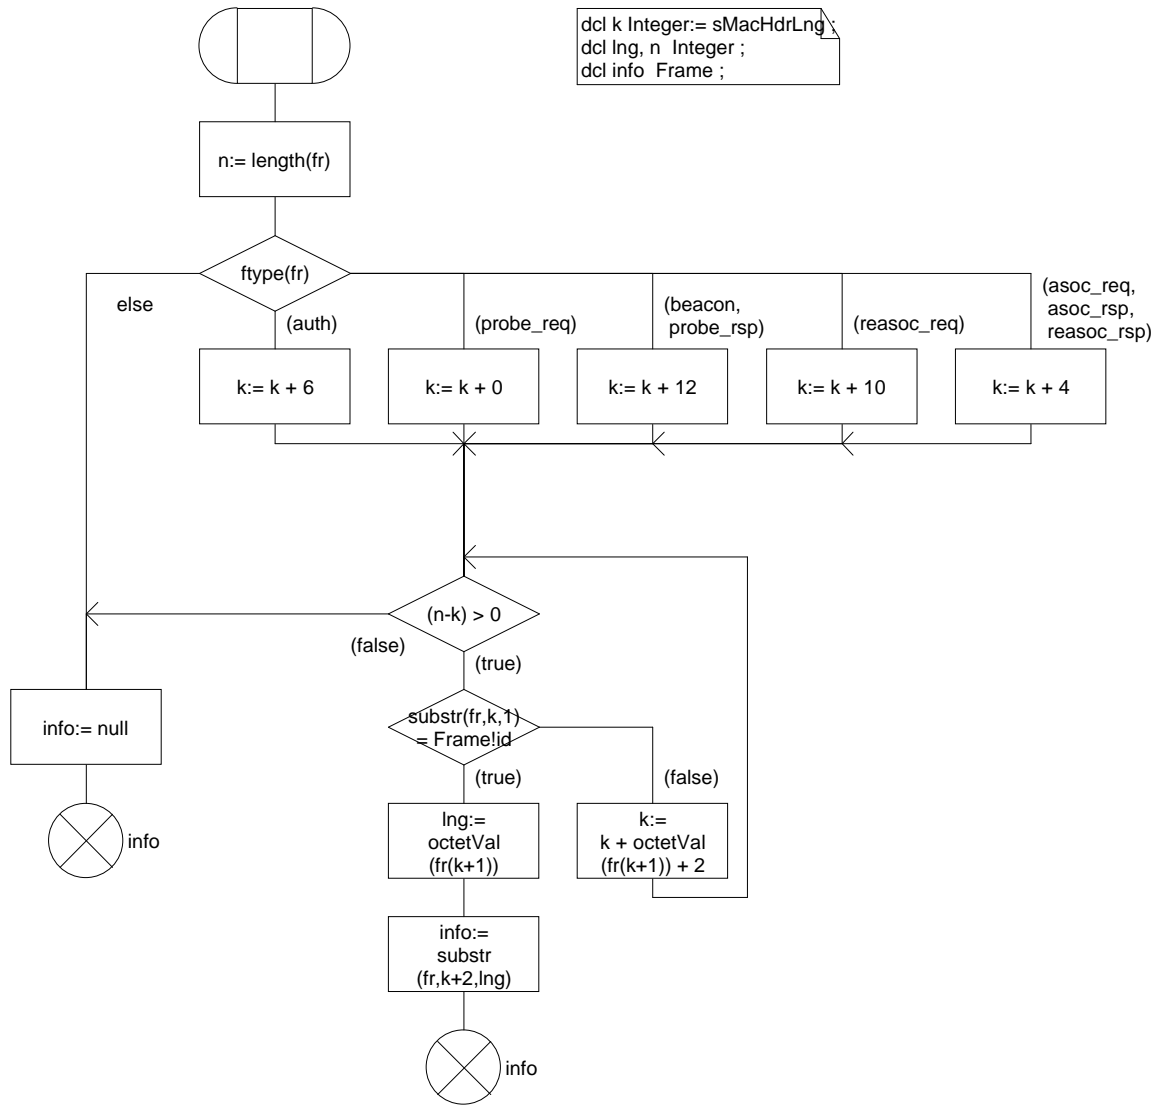 dcl k Integer:= sMacHdrLng ;
dcl lng, n Integer ;
dcl info Frame ;
n:= length(fr)
ftype(fr)
else
(auth)
(probe_req)
(beacon,
probe_rsp)
(reasoc_req)
(asoc_req,
asoc_rsp,
reasoc_rsp)
k:= k + 6
k:= k + 0
k:= k + 12
k:= k + 10
k:= k + 4
(n-k) > 0
(false)
(true)
info:= null
info
substr(fr,k,1)
= Frame!id
(true)
(false)
lng:=
octetVal
(fr(k+1))
k:=
k + octetVal
(fr(k+1)) + 2
info:=
substr
(fr,k+2,lng)
info